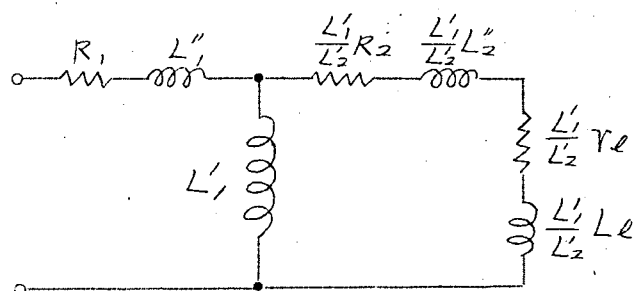 R₁
L₁″
L₁′/L₂′ R₂
L₁′/L₂′ L₂″
L₁′
L₁′/L₂′ rℓ
L₁′/L₂′ Lℓ